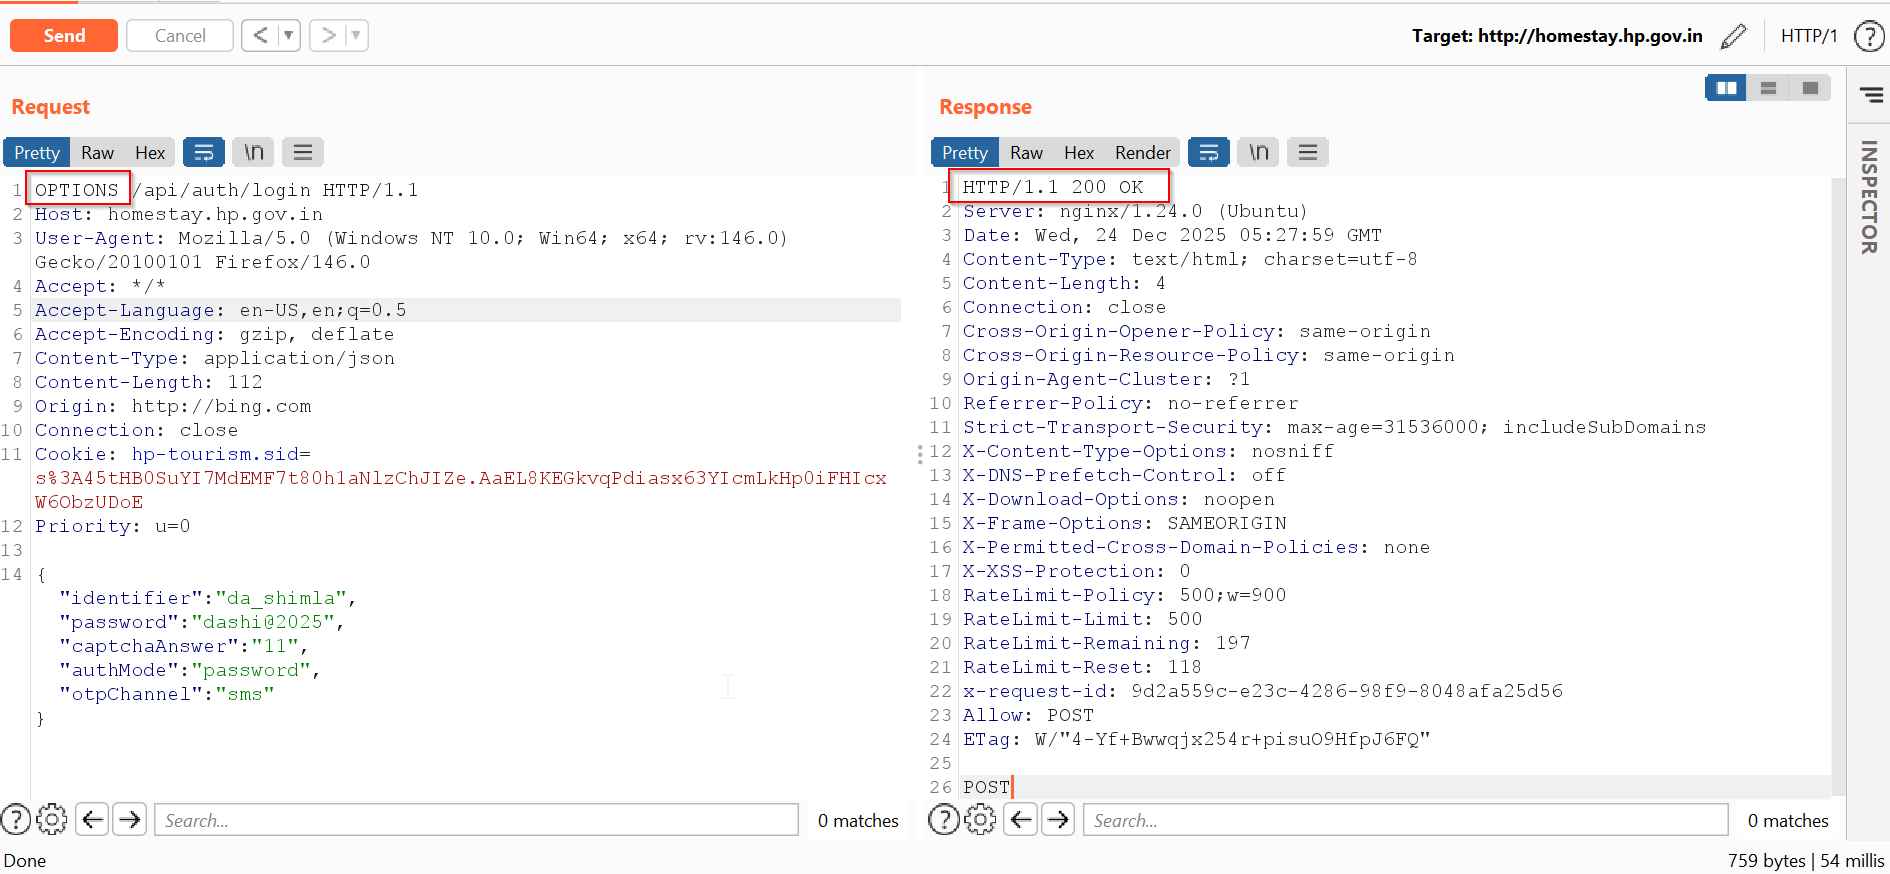 Send
Cancel
Target: http://homestay.hp.gov.in
HTTP/1
Request
Pretty Raw Hex \n
1 OPTIONS /api/auth/login HTTP/1.1
2 Host: homestay.hp.gov.in
3 User-Agent: Mozilla/5.0 (Windows NT 10.0; Win64; x64; rv:146.0)
Gecko/20100101 Firefox/146.0
4 Accept: */*
5 Accept-Language: en-US,en;q=0.5
6 Accept-Encoding: gzip, deflate
7 Content-Type: application/json
8 Content-Length: 112
9 Origin: http://bing.com
10 Connection: close
11 Cookie: hp-tourism.sid=
s%3A45tHB0SuYI7MdEMF7t80h1aNlzChJIZe.AaEL8KEGkvqPdiasx63YIcmLkHp0iFHIcx
W6ObzUDoE
12 Priority: u=0
13
14 {
"identifier":"da_shimla",
"password":"dashi@2025",
"captchaAnswer":"11",
"authMode":"password",
"otpChannel":"sms"
}
Search...
0 matches
Response
Pretty Raw Hex Render \n
1 HTTP/1.1 200 OK
2 Server: nginx/1.24.0 (Ubuntu)
3 Date: Wed, 24 Dec 2025 05:27:59 GMT
4 Content-Type: text/html; charset=utf-8
5 Content-Length: 4
6 Connection: close
7 Cross-Origin-Opener-Policy: same-origin
8 Cross-Origin-Resource-Policy: same-origin
9 Origin-Agent-Cluster: ?1
10 Referrer-Policy: no-referrer
11 Strict-Transport-Security: max-age=31536000; includeSubDomains
12 X-Content-Type-Options: nosniff
13 X-DNS-Prefetch-Control: off
14 X-Download-Options: noopen
15 X-Frame-Options: SAMEORIGIN
16 X-Permitted-Cross-Domain-Policies: none
17 X-XSS-Protection: 0
18 RateLimit-Policy: 500;w=900
19 RateLimit-Limit: 500
20 RateLimit-Remaining: 197
21 RateLimit-Reset: 118
22 x-request-id: 9d2a559c-e23c-4286-98f9-8048afa25d56
23 Allow: POST
24 ETag: W/"4-Yf+Bwwqjx254r+pisuO9HfpJ6FQ"
25
26 POST
Search...
0 matches
INSPECTOR
Done
759 bytes | 54 millis